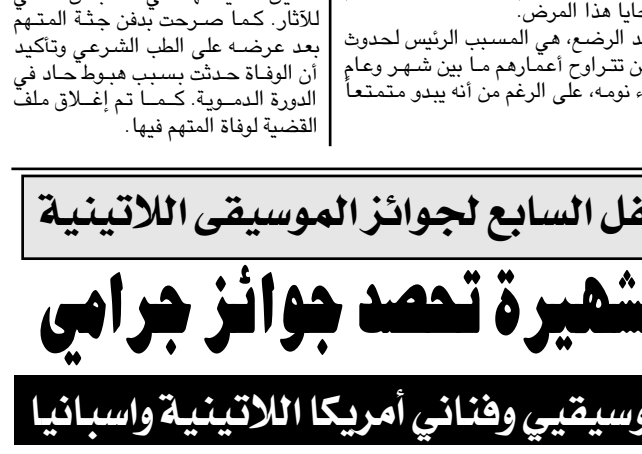 حايا هذا المرض.
د الرضع، هي المسبب الرئيس لحدوث
ن تتراوح أعمارهم ما بين شهر وعام
ء نومه، على الرغم من أنه يبدو متمتعاً
للآثار. كما صرحت بدفن جثة المتهم
بعد عرضه على الطب الشرعي وتأكيد
أن الوفاة حدثت بسبب هبوط حاد في
الدورة الدموية. كما تم إغلاق ملف
القضية لوفاة المتهم فيها.
فل السابع لجوائز الموسيقى اللاتينية
شهيرة تحصد جوائز جرامي
وسيقيي وفناني أمريكا اللاتينية واسبانيا